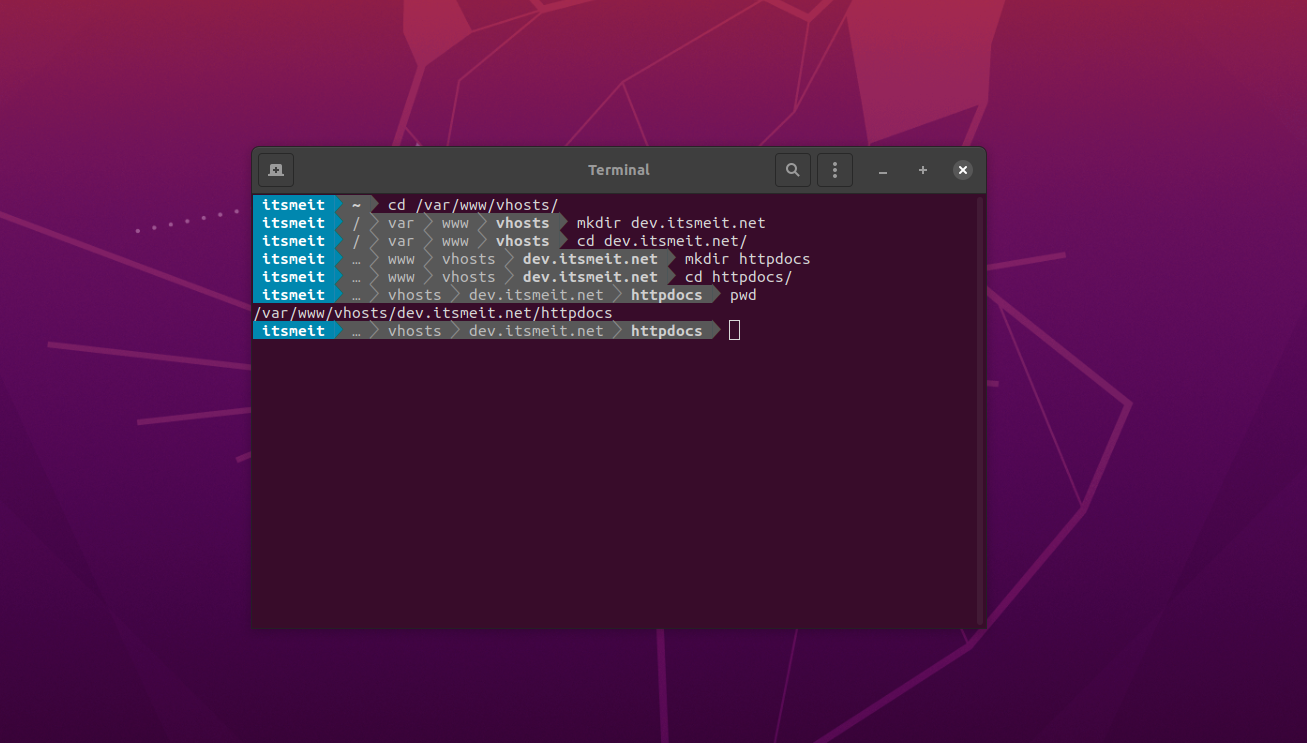 Terminal
itsmeit ~ cd /var/www/vhosts/
itsmeit / var www vhosts mkdir dev.itsmeit.net
itsmeit / var www vhosts cd dev.itsmeit.net/
itsmeit … www vhosts dev.itsmeit.net mkdir httpdocs
itsmeit … www vhosts dev.itsmeit.net cd httpdocs/
itsmeit … vhosts dev.itsmeit.net httpdocs pwd
/var/www/vhosts/dev.itsmeit.net/httpdocs
itsmeit … vhosts dev.itsmeit.net httpdocs